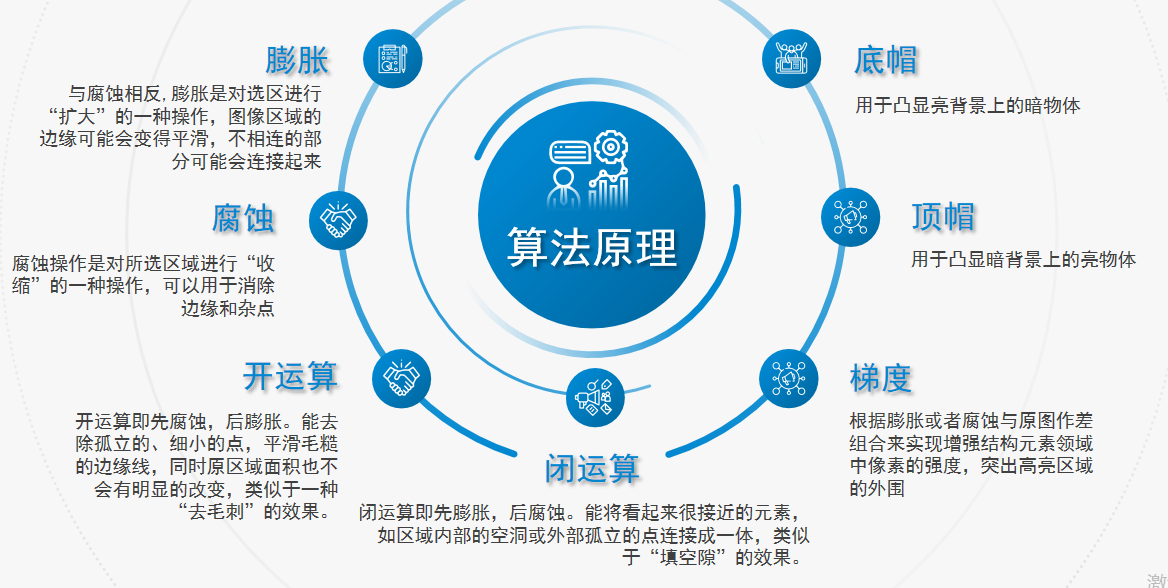 膨胀
与腐蚀相反,膨胀是对选区进行
“扩大”的一种操作，图像区域的
边缘可能会变得平滑，不相连的部
分可能会连接起来
腐蚀
腐蚀操作是对所选区域进行“收
缩”的一种操作，可以用于消除
边缘和杂点
开运算
开运算即先腐蚀，后膨胀。能去
除孤立的、细小的点，平滑毛糙
的边缘线，同时原区域面积也不
会有明显的改变，类似于一种
“去毛刺”的效果。
算法原理
闭运算
闭运算即先膨胀，后腐蚀。能将看起来很接近的元素，
如区域内部的空洞或外部孤立的点连接成一体，类似
于“填空隙”的效果。
底帽
用于凸显亮背景上的暗物体
顶帽
用于凸显暗背景上的亮物体
梯度
根据膨胀或者腐蚀与原图作差
组合来实现增强结构元素领域
中像素的强度，突出高亮区域
的外围
激